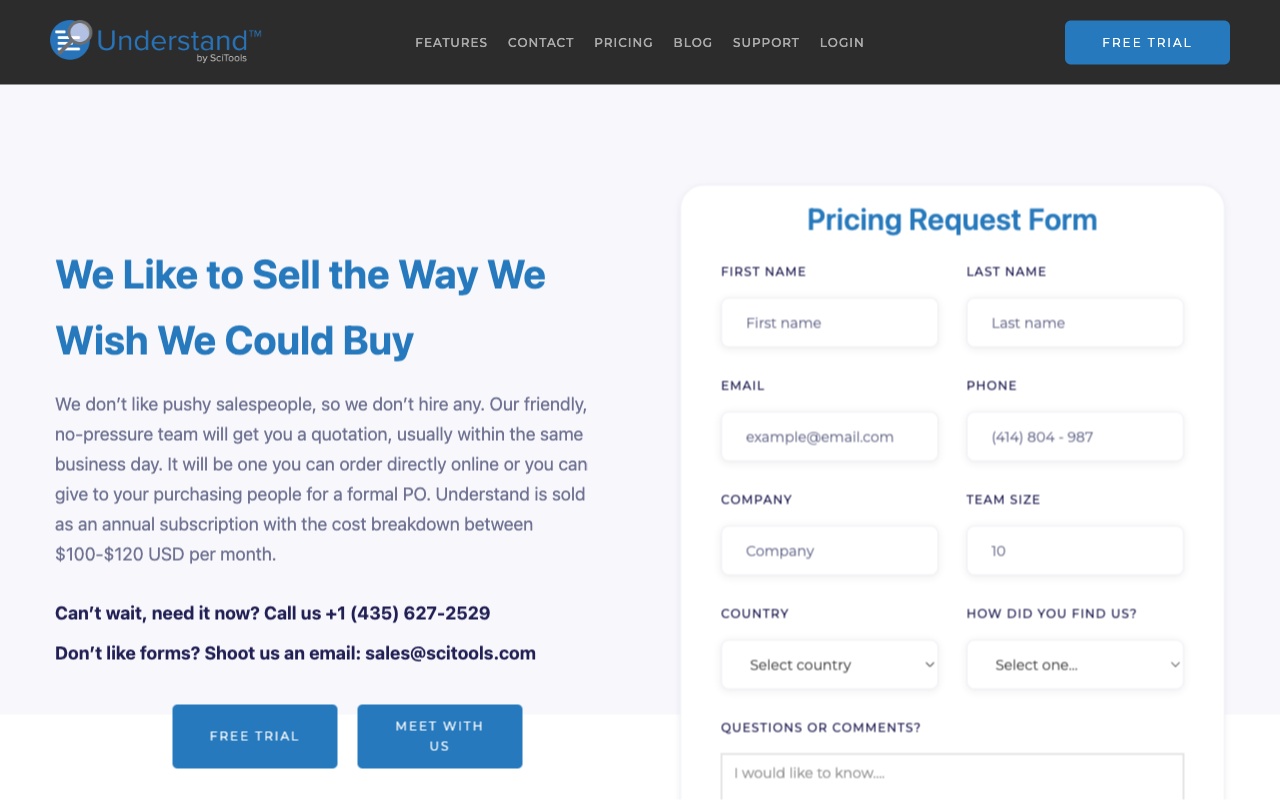 Understand™
by SciTools
FEATURES
CONTACT
PRICING
BLOG
SUPPORT
LOGIN
FREE TRIAL
We Like to Sell the Way We
Wish We Could Buy
We don’t like pushy salespeople, so we don’t hire any. Our friendly,
no-pressure team will get you a quotation, usually within the same
business day. It will be one you can order directly online or you can
give to your purchasing people for a formal PO. Understand is sold
as an annual subscription with the cost breakdown between
$100-$120 USD per month.
Can’t wait, need it now? Call us +1 (435) 627-2529
Don’t like forms? Shoot us an email: sales@scitools.com
FREE TRIAL
MEET WITH
US
Pricing Request Form
FIRST NAME
LAST NAME
First name
Last name
EMAIL
PHONE
example@email.com
(414) 804 - 987
COMPANY
TEAM SIZE
Company
10
COUNTRY
HOW DID YOU FIND US?
Select country
Select one...
QUESTIONS OR COMMENTS?
I would like to know....